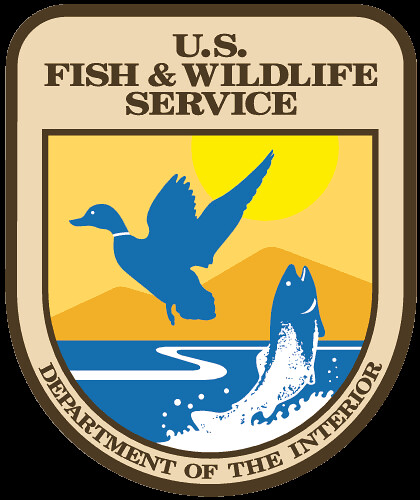 U.S.
FISH & WILDLIFE
SERVICE
DEPARTMENT OF THE INTERIOR